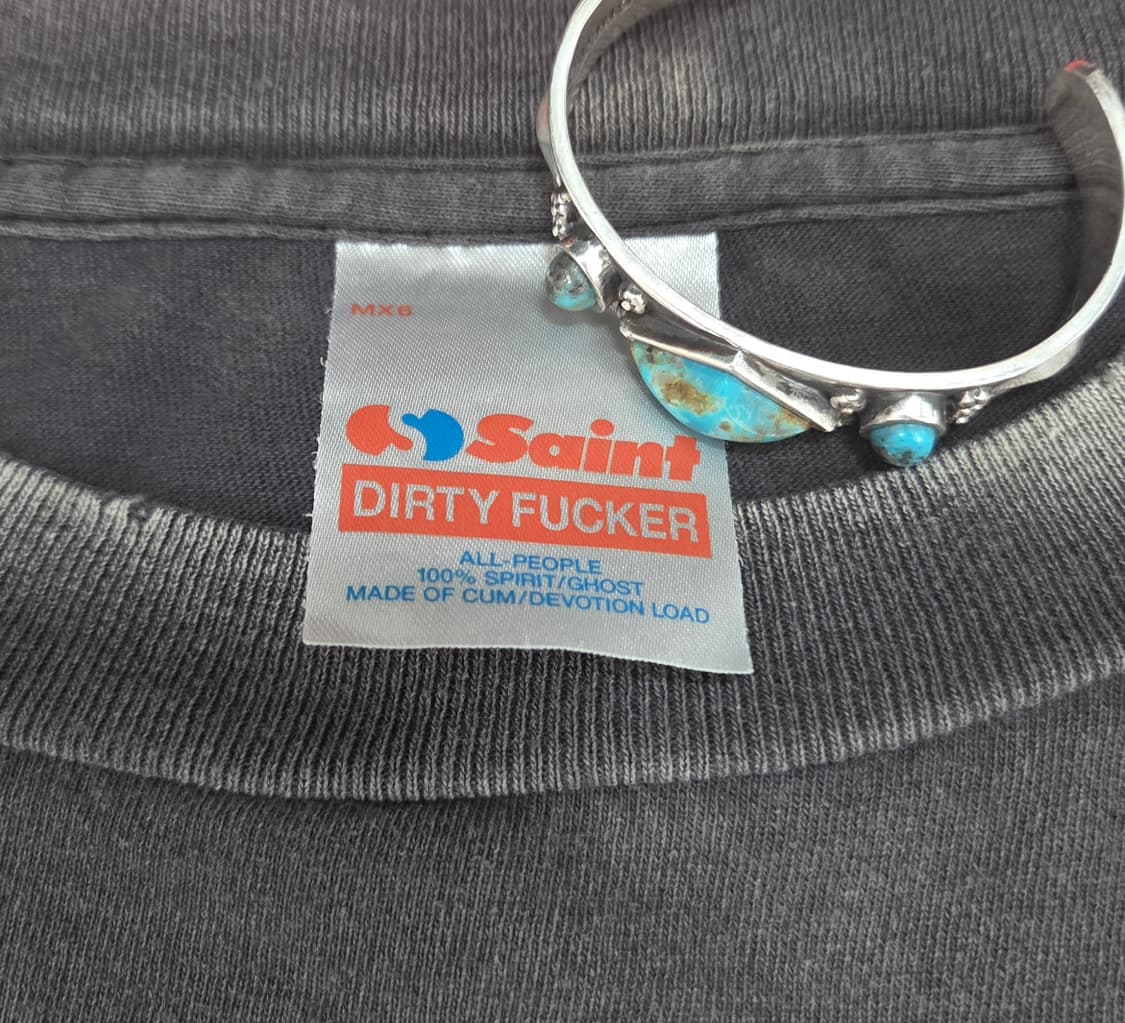 MX6
Saint
DIRTY FUCKER
ALL-PEOPLE
100% SPIRIT/GHOST
MADE OF CUM/DEVOTION LOAD